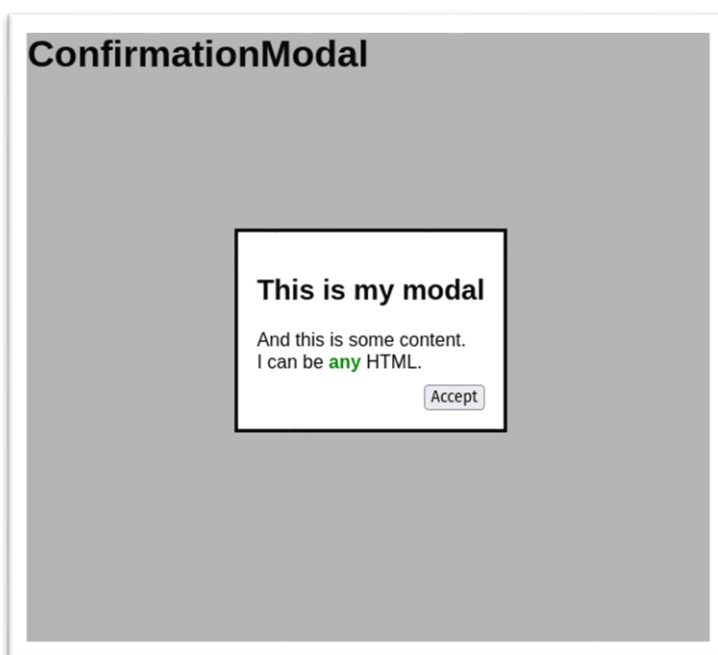 ConfirmationModal
This is my modal
And this is some content.
I can be any HTML.
Accept